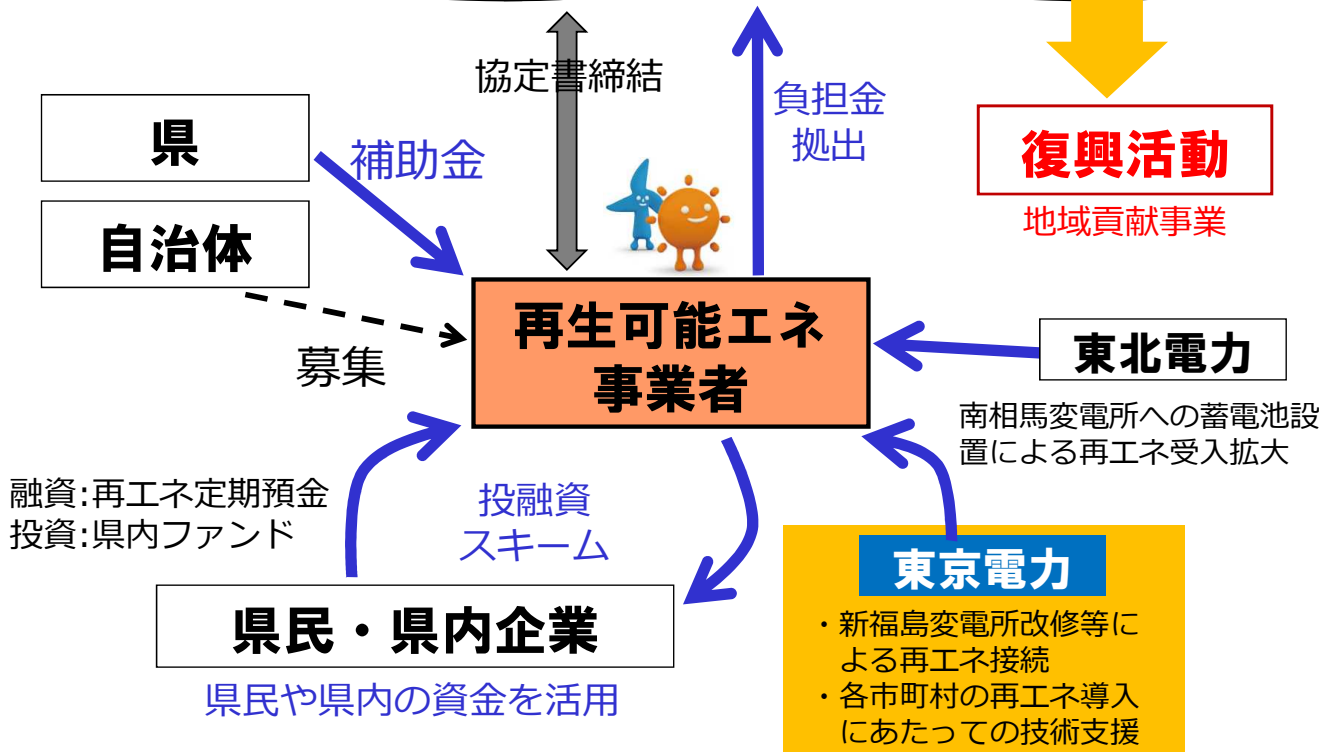 協定書締結
負担金
拠出
県
補助金
復興活動
地域貢献事業
自治体
募集
再生可能エネ
事業者
東北電力
南相馬変電所への蓄電池設
置による再エネ受入拡大
融資:再エネ定期預金
投資:県内ファンド
投融資
スキーム
県民・県内企業
県民や県内の資金を活用
東京電力
・新福島変電所改修等に
よる再エネ接続
・各市町村の再エネ導入
にあたっての技術支援